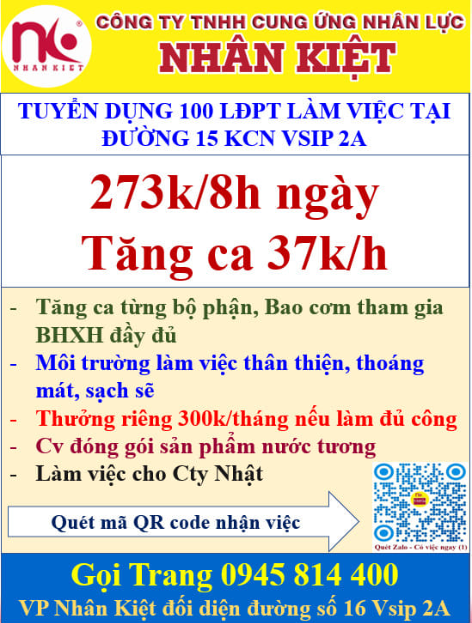 CÔNG TY TNHH CUNG ỨNG NHÂN LỰC
NHÂN KIỆT
NHÂN KIỆT
TUYỂN DỤNG 100 LĐPT LÀM VIỆC TẠI
ĐƯỜNG 15 KCN VSIP 2A
273k/8h ngày
Tăng ca 37k/h
- Tăng ca từng bộ phận, Bao cơm tham gia
BHXH đầy đủ
- Môi trường làm việc thân thiện, thoáng
mát, sạch sẽ
- Thưởng riêng 300k/tháng nếu làm đủ công
- Cv đóng gói sản phẩm nước tương
- Làm việc cho Cty Nhật
Quét mã QR code nhận việc
Quét Zalo - Có việc ngay (1)
Gọi Trang 0945 814 400
VP Nhân Kiệt đối diện đường số 16 Vsip 2A